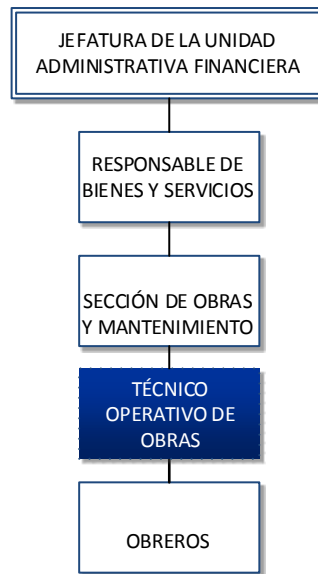 JEFATURA DE LA UNIDAD
ADMINISTRATIVA FINANCIERA
RESPONSABLE DE
BIENES Y SERVICIOS
SECCIÓN DE OBRAS
Y MANTENIMIENTO
TÉCNICO
OPERATIVO DE
OBRAS
OBREROS